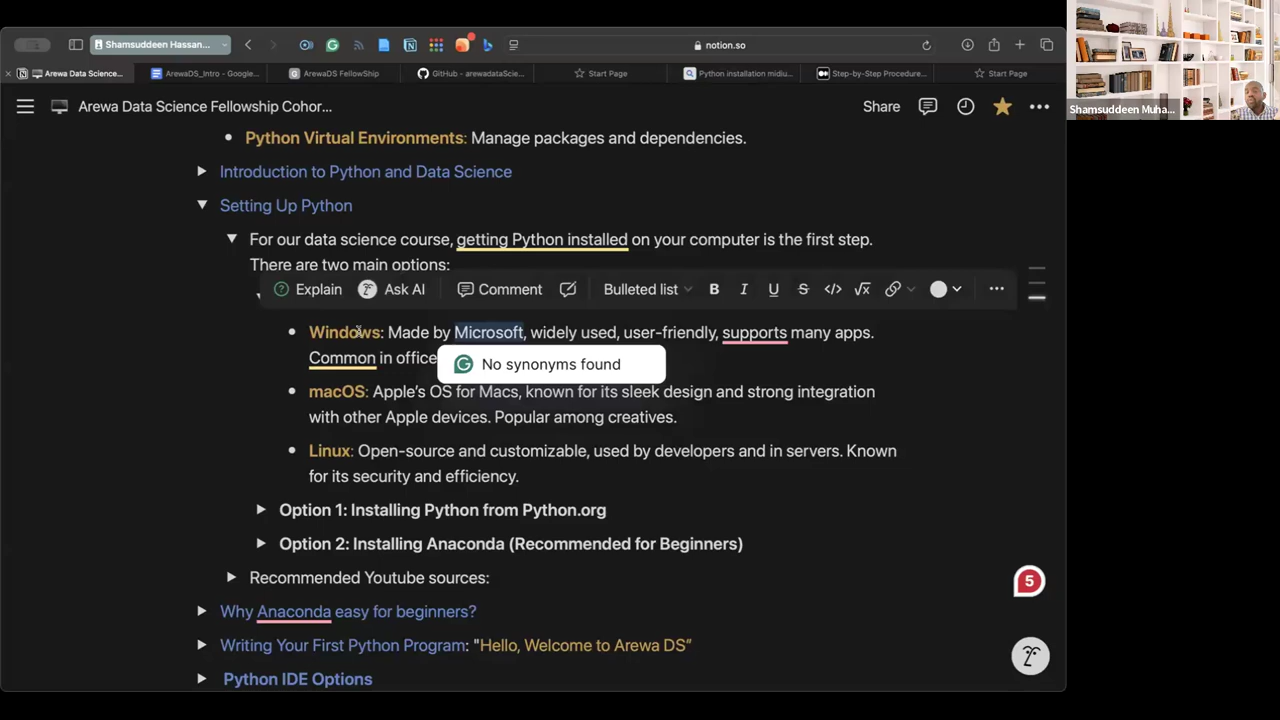 Shamsuddeen Hassan...
notion.so
Arewa Data Science...
ArewaDS_Intro - Google...
ArewaDS FellowShip
GitHub - arewadataScie...
Start Page
Python installation midiu...
Step-by-Step Procedure...
Start Page
Shamsuddeen Muha...
Arewa Data Science Fellowship Cohor...
Share
Python Virtual Environments: Manage packages and dependencies.
Introduction to Python and Data Science
Setting Up Python
For our data science course, getting Python installed on your computer is the first step.
There are two main options:
Explain
Ask AI
Comment
Bulleted list
B
I
U
S
</>
√x
Windows: Made by Microsoft, widely used, user-friendly, supports many apps.
Common in office
No synonyms found
macOS: Apple's OS for Macs, known for its sleek design and strong integration
with other Apple devices. Popular among creatives.
Linux: Open-source and customizable, used by developers and in servers. Known
for its security and efficiency.
Option 1: Installing Python from Python.org
Option 2: Installing Anaconda (Recommended for Beginners)
Recommended Youtube sources:
5
Why Anaconda easy for beginners?
Writing Your First Python Program: "Hello, Welcome to Arewa DS"
Python IDE Options